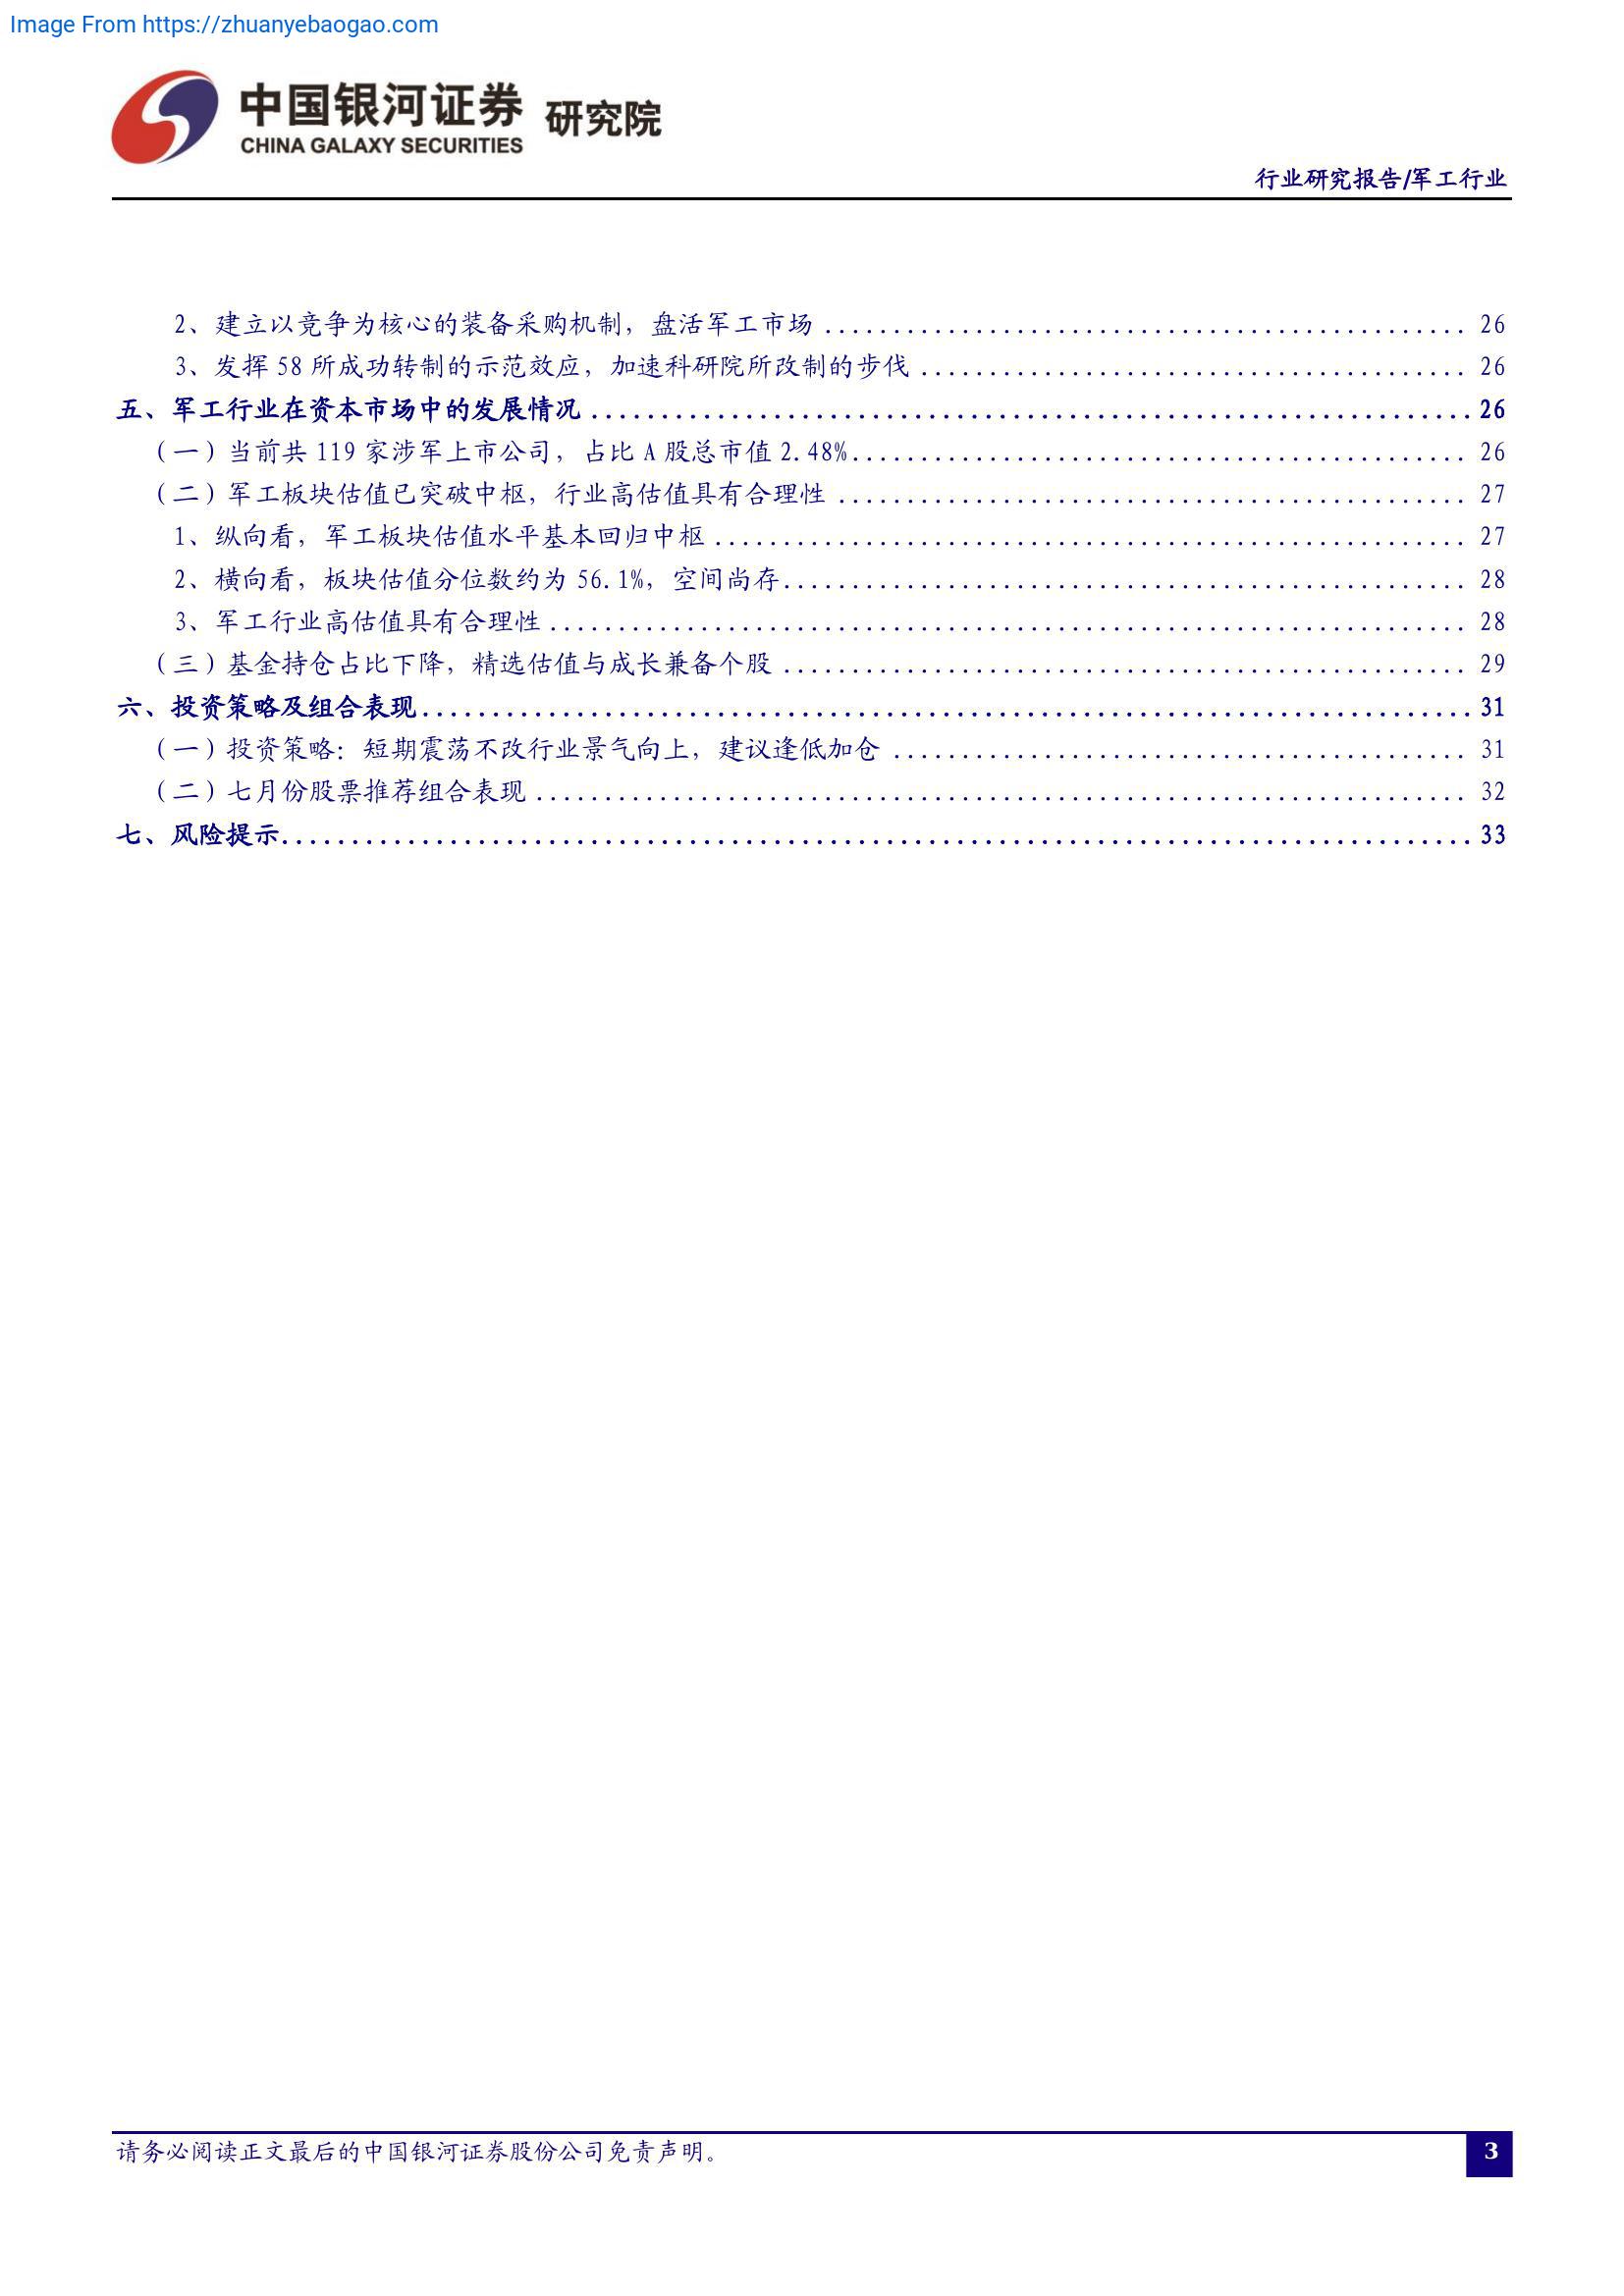 Image From https://zhuanyebaogao.com
中国银河证券 研究院
CHINA GALAXY SECURITIES
行业研究报告/军工行业
2、建立以竞争为核心的装备采购机制，盘活军工市场 ................................................ 26
3、发挥 58 所成功转制的示范效应，加速科研院所改制的步伐 ......................................... 26
五、军工行业在资本市场中的发展情况 ................................................................ 26
（一）当前共 119 家涉军上市公司，占比 A 股总市值 2.48%............................................. 26
（二）军工板块估值已突破中枢，行业高估值具有合理性 .............................................. 27
1、纵向看，军工板块估值水平基本回归中枢 ....................................................... 27
2、横向看，板块估值分位数约为 56.1%，空间尚存.................................................. 28
3、军工行业高估值具有合理性 ................................................................... 28
（三）基金持仓占比下降，精选估值与成长兼备个股 .................................................. 29
六、投资策略及组合表现............................................................................ 31
（一）投资策略：短期震荡不改行业景气向上，建议逢低加仓 .......................................... 31
（二）七月份股票推荐组合表现 .................................................................... 32
七、风险提示...................................................................................... 33
请务必阅读正文最后的中国银河证券股份公司免责声明。
3